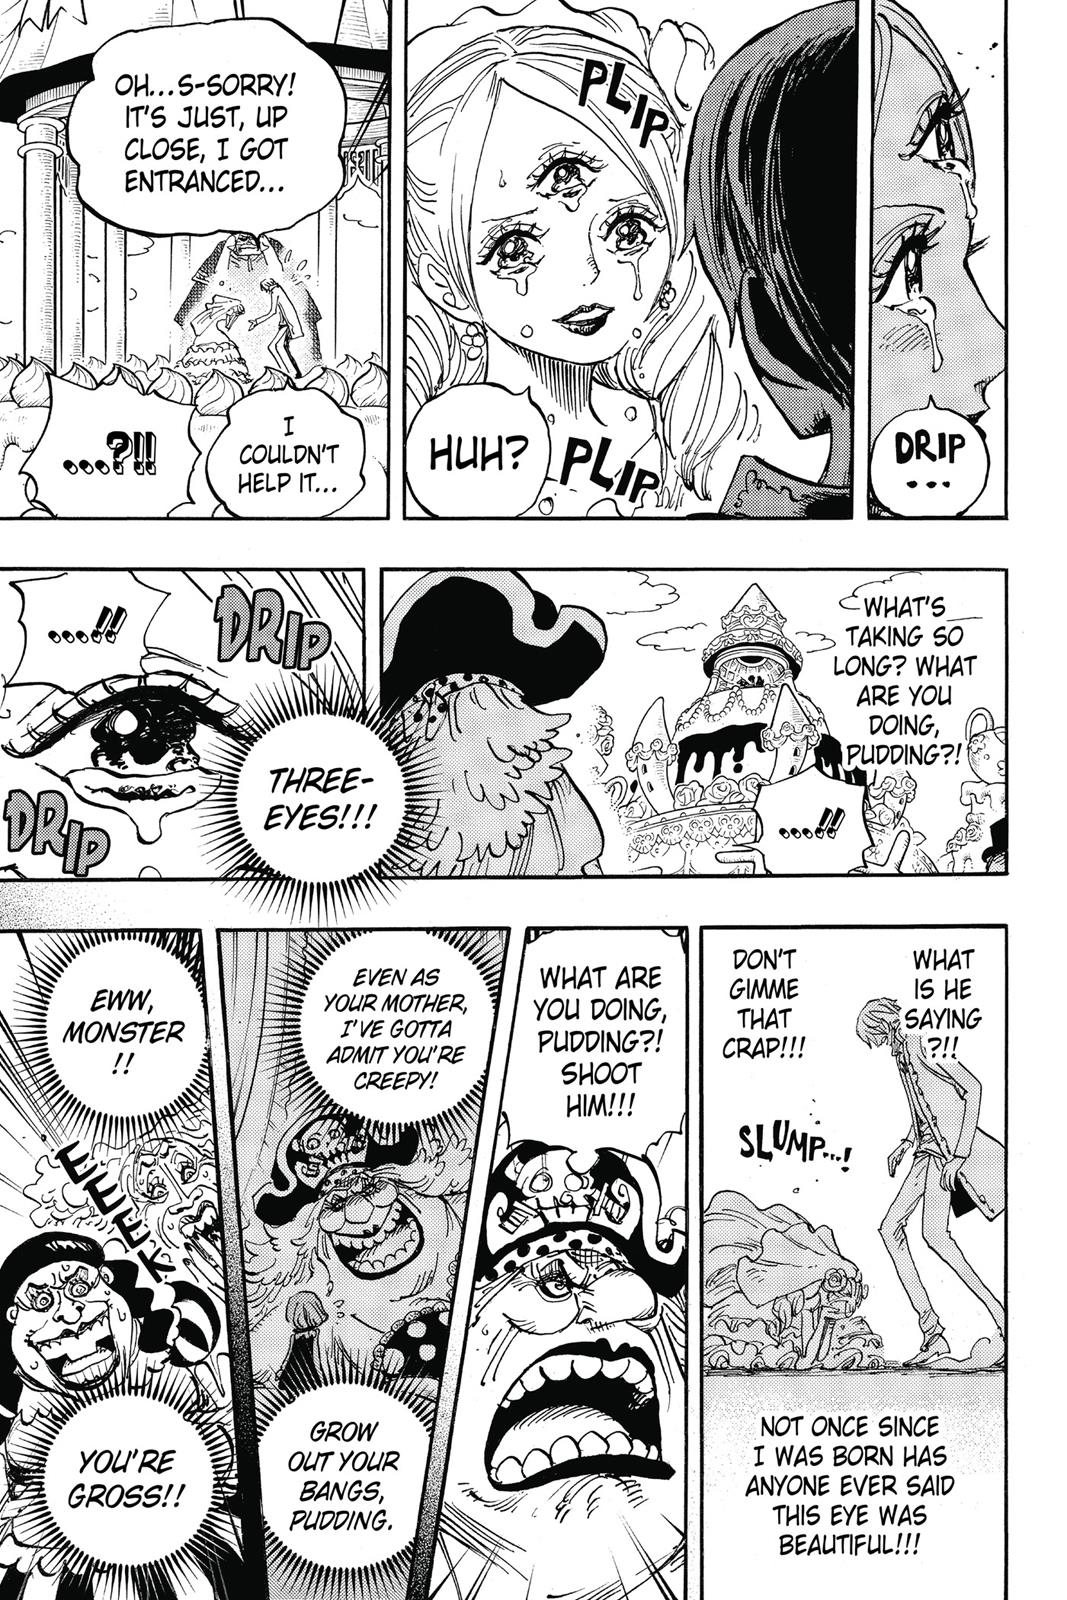 DRIP
...
PLIP
HUH?
PLIP
OH...S-SORRY!
IT'S JUST, UP
CLOSE, I GOT
ENTRANCED...
I
COULDN'T
HELP IT...
...?!!
WHAT'S
TAKING SO
LONG? WHAT
ARE YOU
DOING,
PUDDING?!
...!!
DRIP
...!!
THREE-
EYES!!!
DRIP
WHAT
IS HE
SAYING
?!!
DON'T
GIMME
THAT
CRAP!!!
SLUMP...!
NOT ONCE SINCE
I WAS BORN HAS
ANYONE EVER SAID
THIS EYE WAS
BEAUTIFUL!!!
WHAT ARE
YOU DOING,
PUDDING?!
SHOOT
HIM!!!
EVEN AS
YOUR MOTHER,
I'VE GOTTA
ADMIT YOU'RE
CREEPY!
GROW
OUT YOUR
BANGS,
PUDDING.
EWW,
MONSTER
!!
EEEEK
YOU'RE
GROSS!!